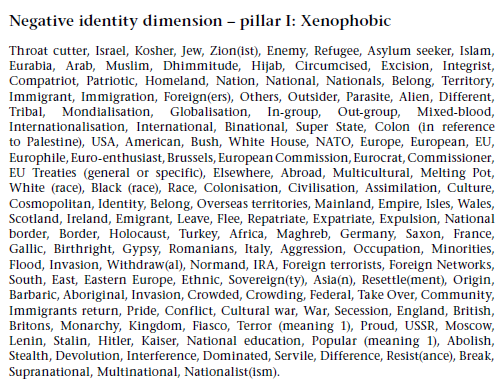 Negative identity dimension – pillar I: Xenophobic
Throat cutter, Israel, Kosher, Jew, Zion(ist), Enemy, Refugee, Asylum seeker, Islam,
Eurabia, Arab, Muslim, Dhimmitude, Hijab, Circumcised, Excision, Integrist,
Compatriot, Patriotic, Homeland, Nation, National, Nationals, Belong, Territory,
Immigrant, Immigration, Foreign(ers), Others, Outsider, Parasite, Alien, Different,
Tribal, Mondialisation, Globalisation, In-group, Out-group, Mixed-blood,
Internationalisation, International, Binational, Super State, Colon (in reference
to Palestine), USA, American, Bush, White House, NATO, Europe, European, EU,
Europhile, Euro-enthusiast, Brussels, European Commission, Eurocrat, Commissioner,
EU Treaties (general or specific), Elsewhere, Abroad, Multicultural, Melting Pot,
White (race), Black (race), Race, Colonisation, Civilisation, Assimilation, Culture,
Cosmopolitan, Identity, Belong, Overseas territories, Mainland, Empire, Isles, Wales,
Scotland, Ireland, Emigrant, Leave, Flee, Repatriate, Expatriate, Expulsion, National
border, Border, Holocaust, Turkey, Africa, Maghreb, Germany, Saxon, France,
Gallic, Birthright, Gypsy, Romanians, Italy, Aggression, Occupation, Minorities,
Flood, Invasion, Withdraw(al), Normand, IRA, Foreign terrorists, Foreign Networks,
South, East, Eastern Europe, Ethnic, Sovereign(ty), Asia(n), Resettle(ment), Origin,
Barbaric, Aboriginal, Invasion, Crowded, Crowding, Federal, Take Over, Community,
Immigrants return, Pride, Conflict, Cultural war, War, Secession, England, British,
Britons, Monarchy, Kingdom, Fiasco, Terror (meaning 1), Proud, USSR, Moscow,
Lenin, Stalin, Hitler, Kaiser, National education, Popular (meaning 1), Abolish,
Stealth, Devolution, Interference, Dominated, Servile, Difference, Resist(ance), Break,
Supranational, Multinational, Nationalist(ism).